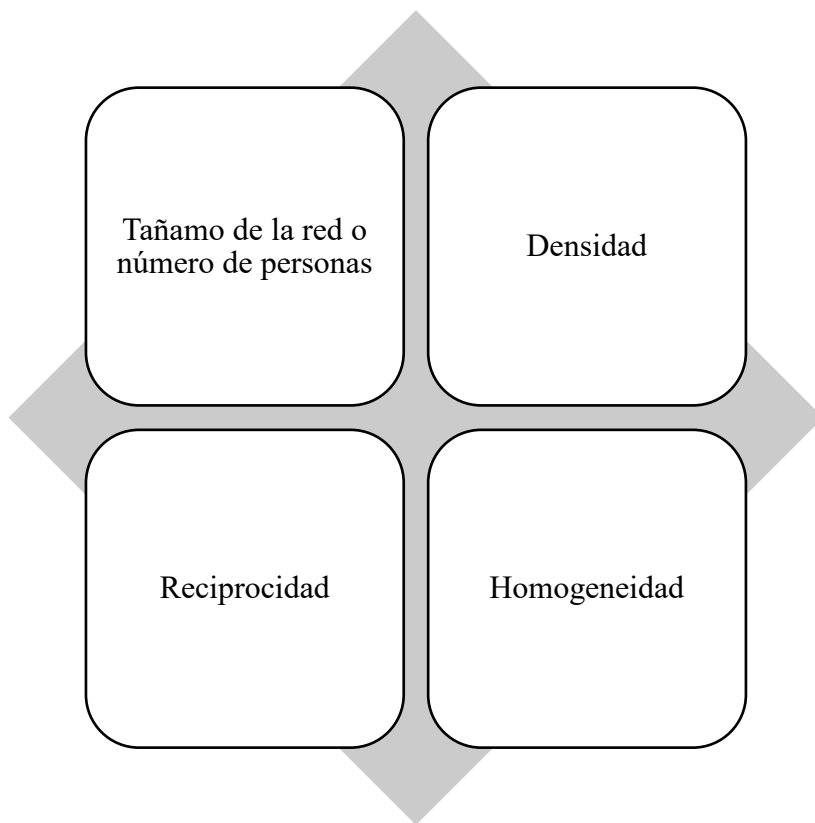 Tañamo de la red o
número de personas
Densidad
Reciprocidad
Homogeneidad